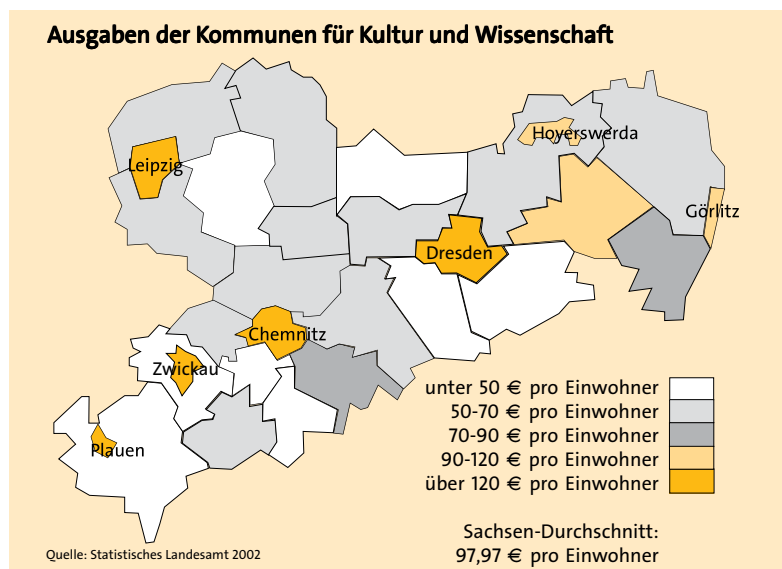 Ausgaben der Kommunen für Kultur und Wissenschaft
Hoyerswerda
Leipzig
Görlitz
Dresden
Chemnitz
Zwickau
Plauen
unter 50 € pro Einwohner
50-70 € pro Einwohner
70-90 € pro Einwohner
90-120 € pro Einwohner
über 120 € pro Einwohner
Sachsen-Durchschnitt:
97,97 € pro Einwohner
Quelle: Statistisches Landesamt 2002